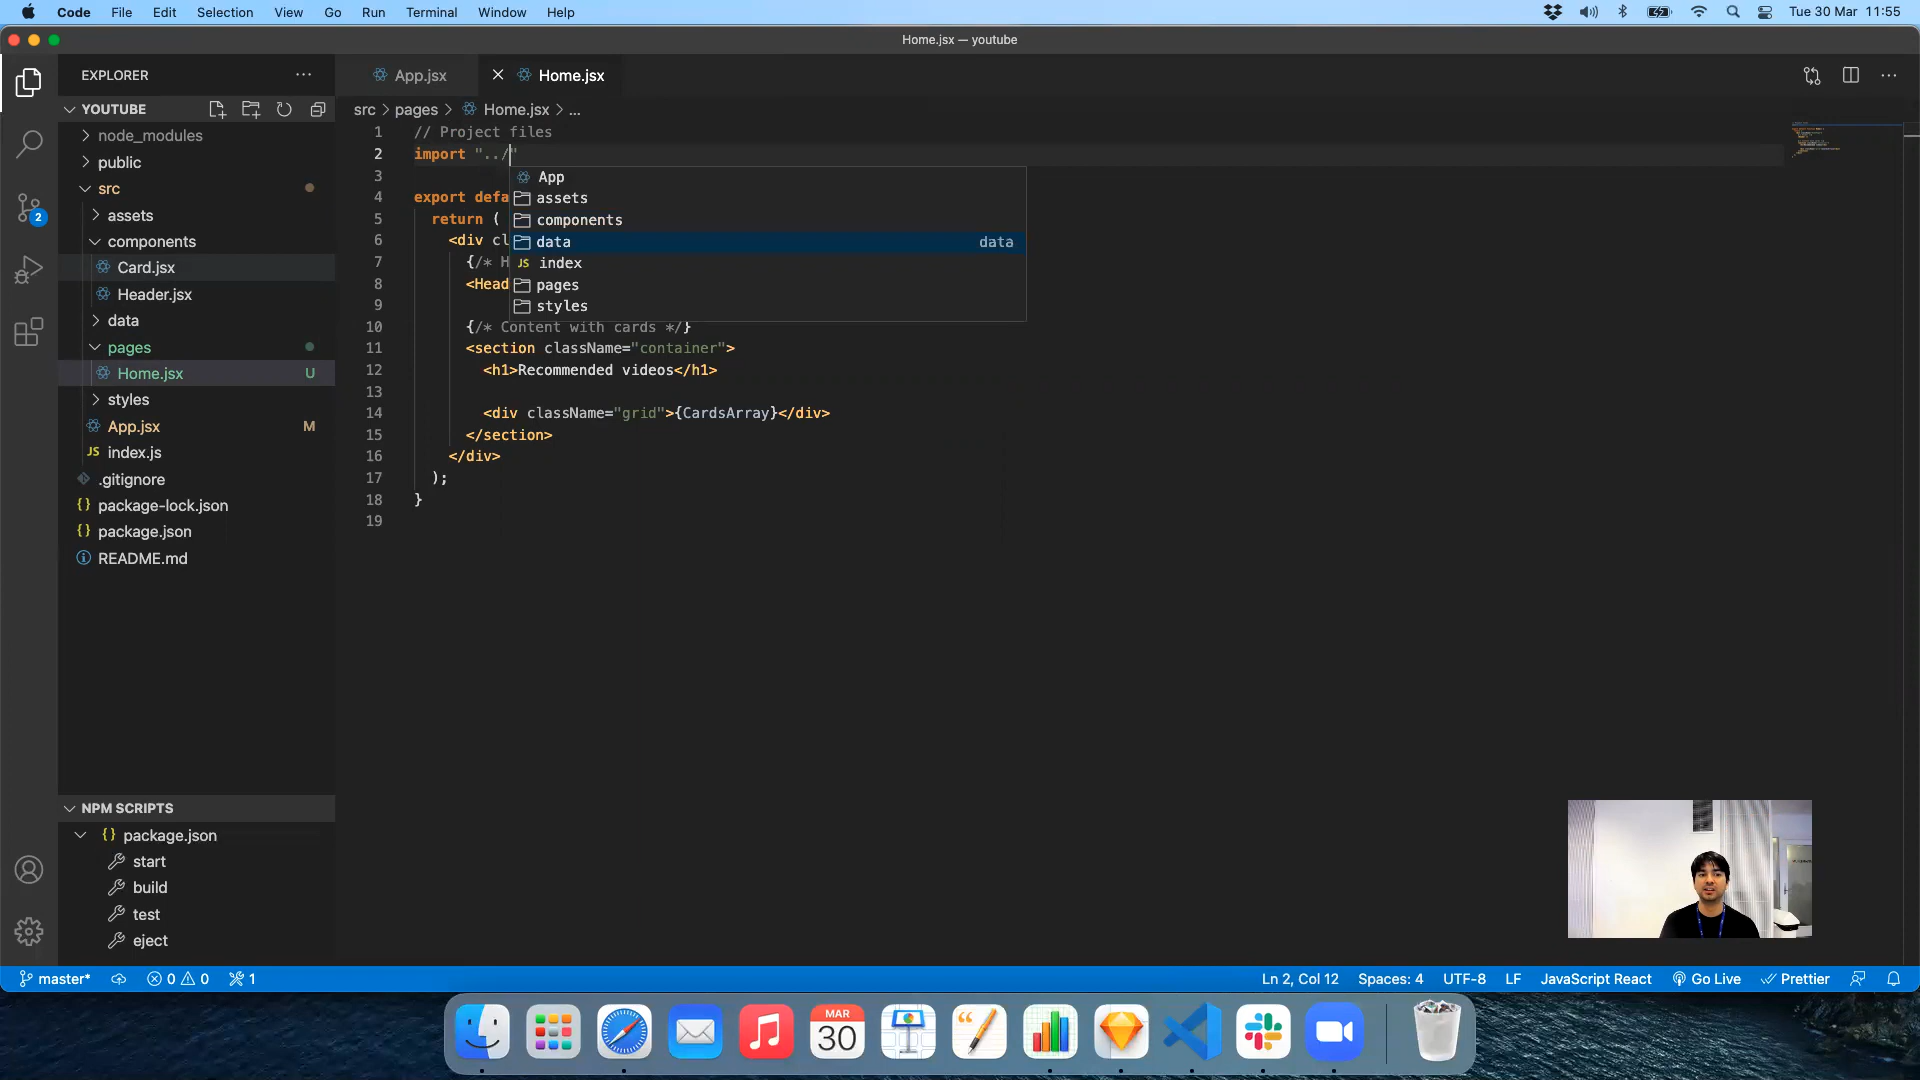 Code File Edit Selection View Go Run Terminal Window Help Tue 30 Mar 11:55
Home.jsx — youtube
EXPLORER
App.jsx
Home.jsx
YOUTUBE
src > pages > Home.jsx > ...
node_modules
public
src
assets
components
Card.jsx
Header.jsx
data
pages
Home.jsx U
styles
App.jsx M
JS index.js
.gitignore
{} package-lock.json
{} package.json
README.md
2
1 // Project files
2 import "../"
3
4 export defa
5 return (
6 <div cl
7 {/* H
8 <Head
9
10 {/* Content with cards */}
11 <section className="container">
12 <h1>Recommended videos</h1>
13
14 <div className="grid">{CardsArray}</div>
15 </section>
16 </div>
17 );
18 }
19
App
assets
components
data data
JS index
pages
styles
NPM SCRIPTS
{} package.json
start
build
test
eject
master* 0 0 1 Ln 2, Col 12 Spaces: 4 UTF-8 LF JavaScript React Go Live Prettier
MAR
30